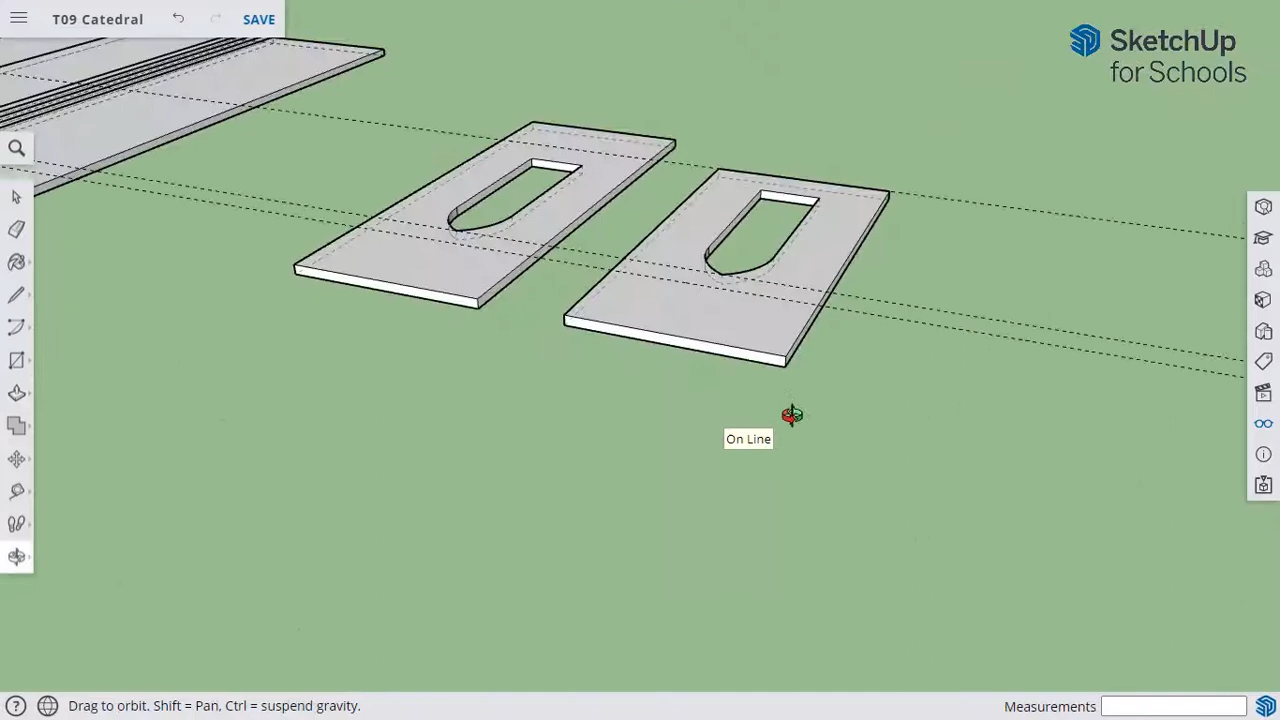 T09 Catedral
SAVE
SketchUp
for Schools
On Line
Drag to orbit. Shift = Pan, Ctrl = suspend gravity.
Measurements